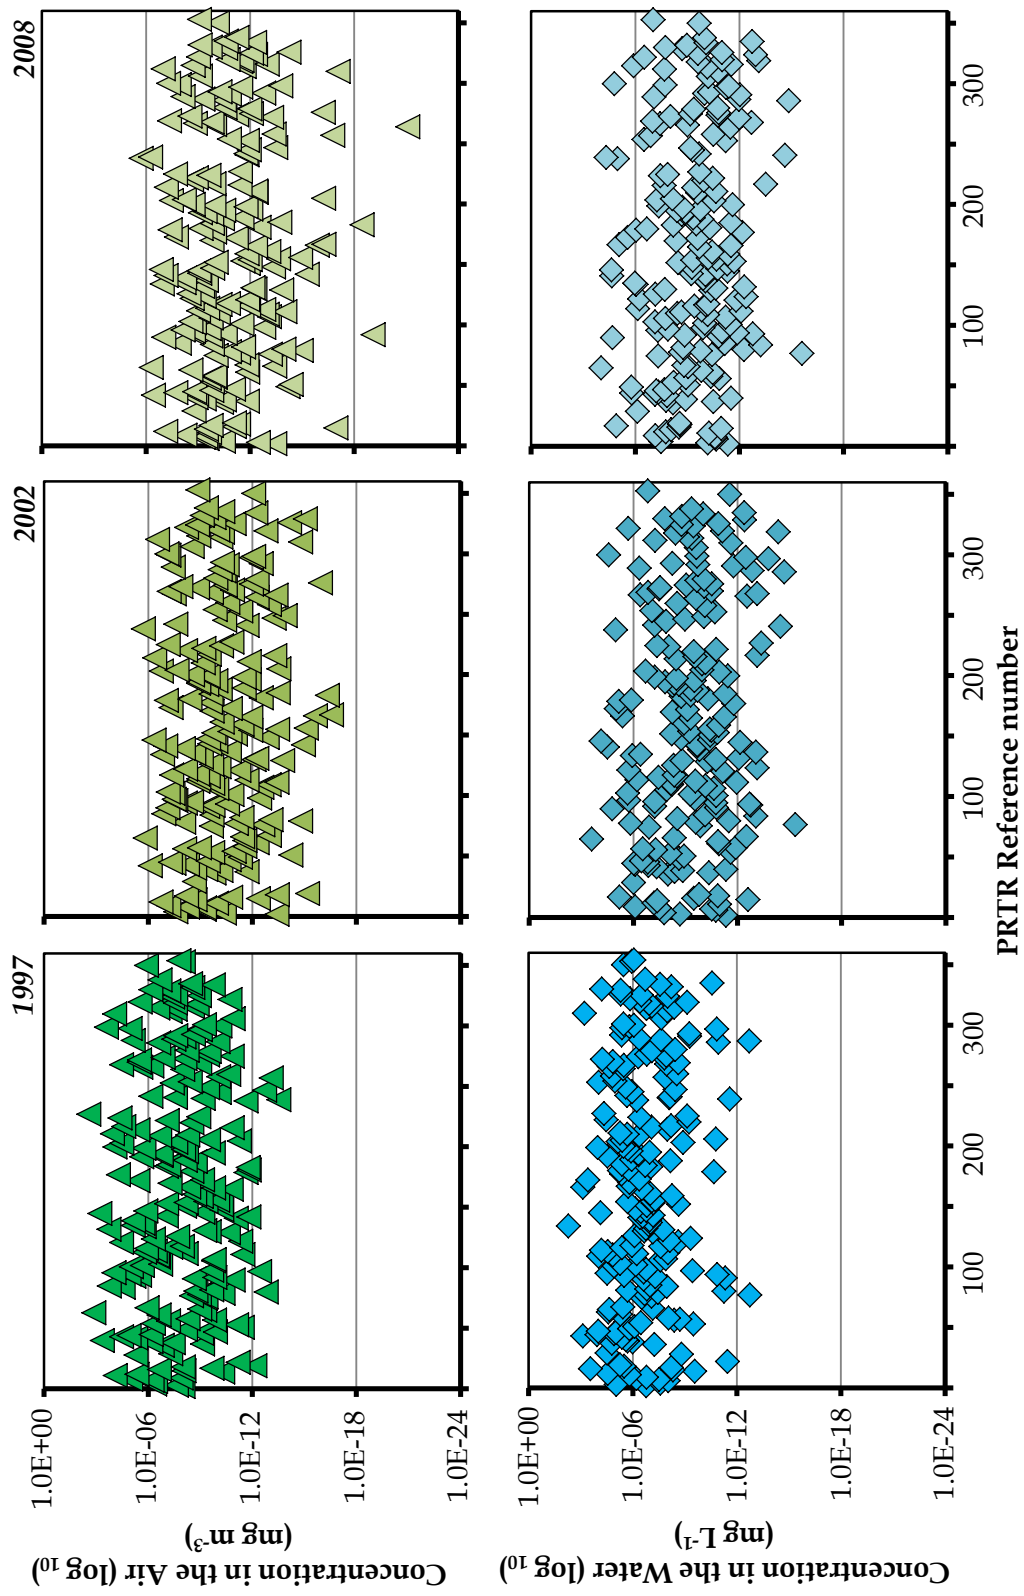 1997
2002
2008
Concentration in the Air (log 10)
(mg m-3)
1.0E+00
1.0E-06
1.0E-12
1.0E-18
1.0E-24
Concentration in the Water (log 10)
(mg L-1)
1.0E+00
1.0E-06
1.0E-12
1.0E-18
1.0E-24
100
200
300
100
200
300
100
200
300
PRTR Reference number